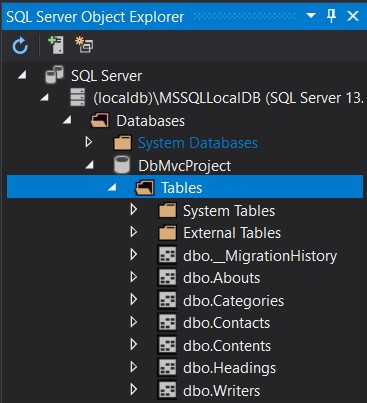 SQL Server Object Explorer
SQL Server
(localdb)\MSSQLLocalDB (SQL Server 13.
Databases
System Databases
DbMvcProject
Tables
System Tables
External Tables
dbo.__MigrationHistory
dbo.Abouts
dbo.Categories
dbo.Contacts
dbo.Contents
dbo.Headings
dbo.Writers